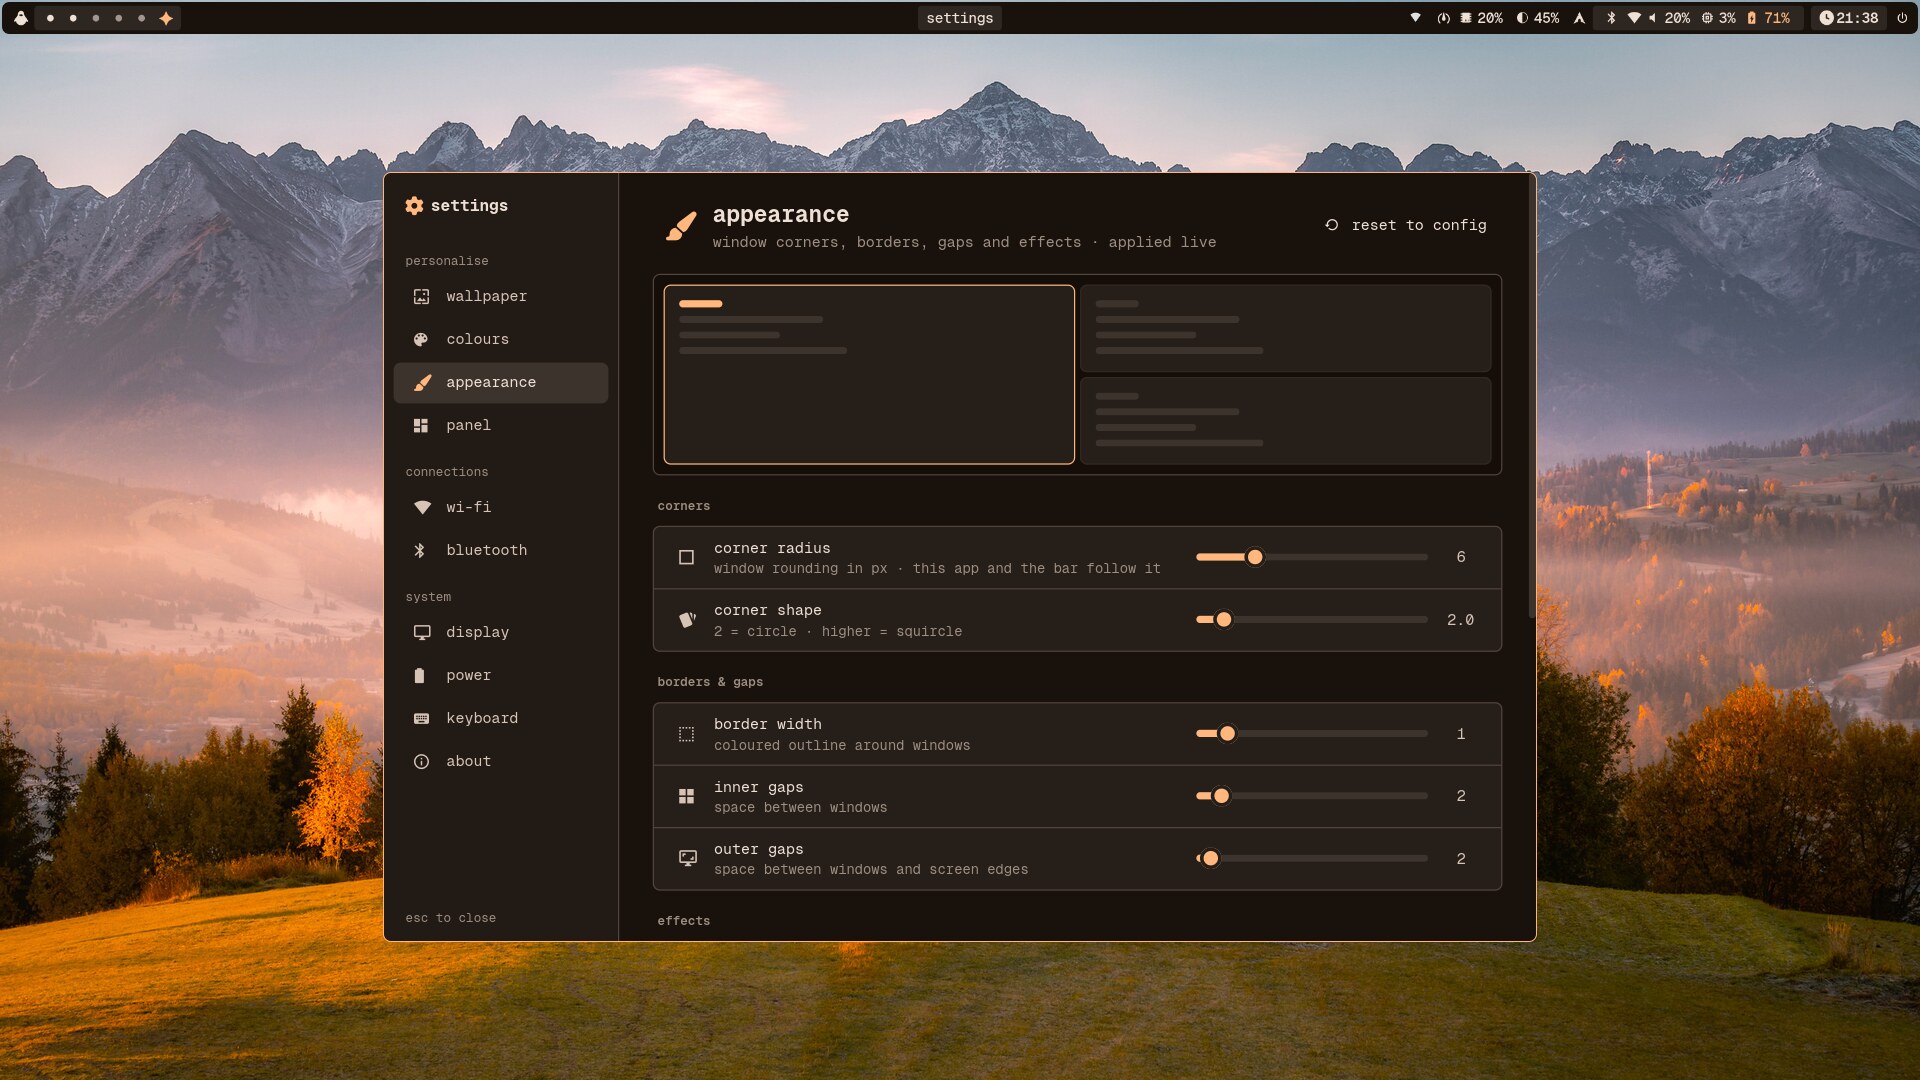 settings
20%
45%
20%
3%
71%
21:38
settings
personalise
wallpaper
colours
appearance
panel
connections
wi-fi
bluetooth
system
display
power
keyboard
about
esc to close
appearance
window corners, borders, gaps and effects · applied live
reset to config
corners
corner radius
window rounding in px · this app and the bar follow it
6
corner shape
2 = circle · higher = squircle
2.0
borders & gaps
border width
coloured outline around windows
1
inner gaps
space between windows
2
outer gaps
space between windows and screen edges
2
effects